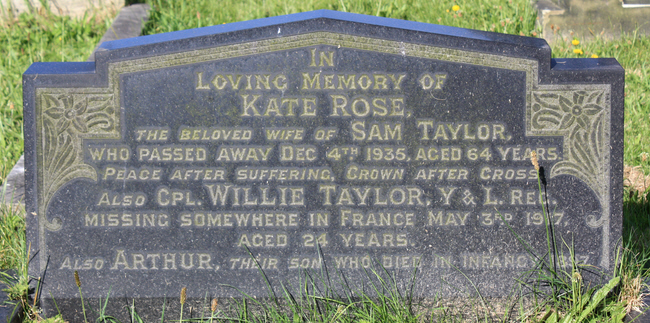 IN
LOVING MEMORY OF
KATE ROSE,
THE BELOVED WIFE OF SAM TAYLOR,
WHO PASSED AWAY DEC 4TH 1935, AGED 64 YEARS.
PEACE AFTER SUFFERING, CROWN AFTER CROSS
ALSO CPL. WILLIE TAYLOR, Y & L. REG.
MISSING SOMEWHERE IN FRANCE MAY 3RD
AGED 24 YEARS.
ALSO ARTHUR, THEIR SON WHO DIED IN